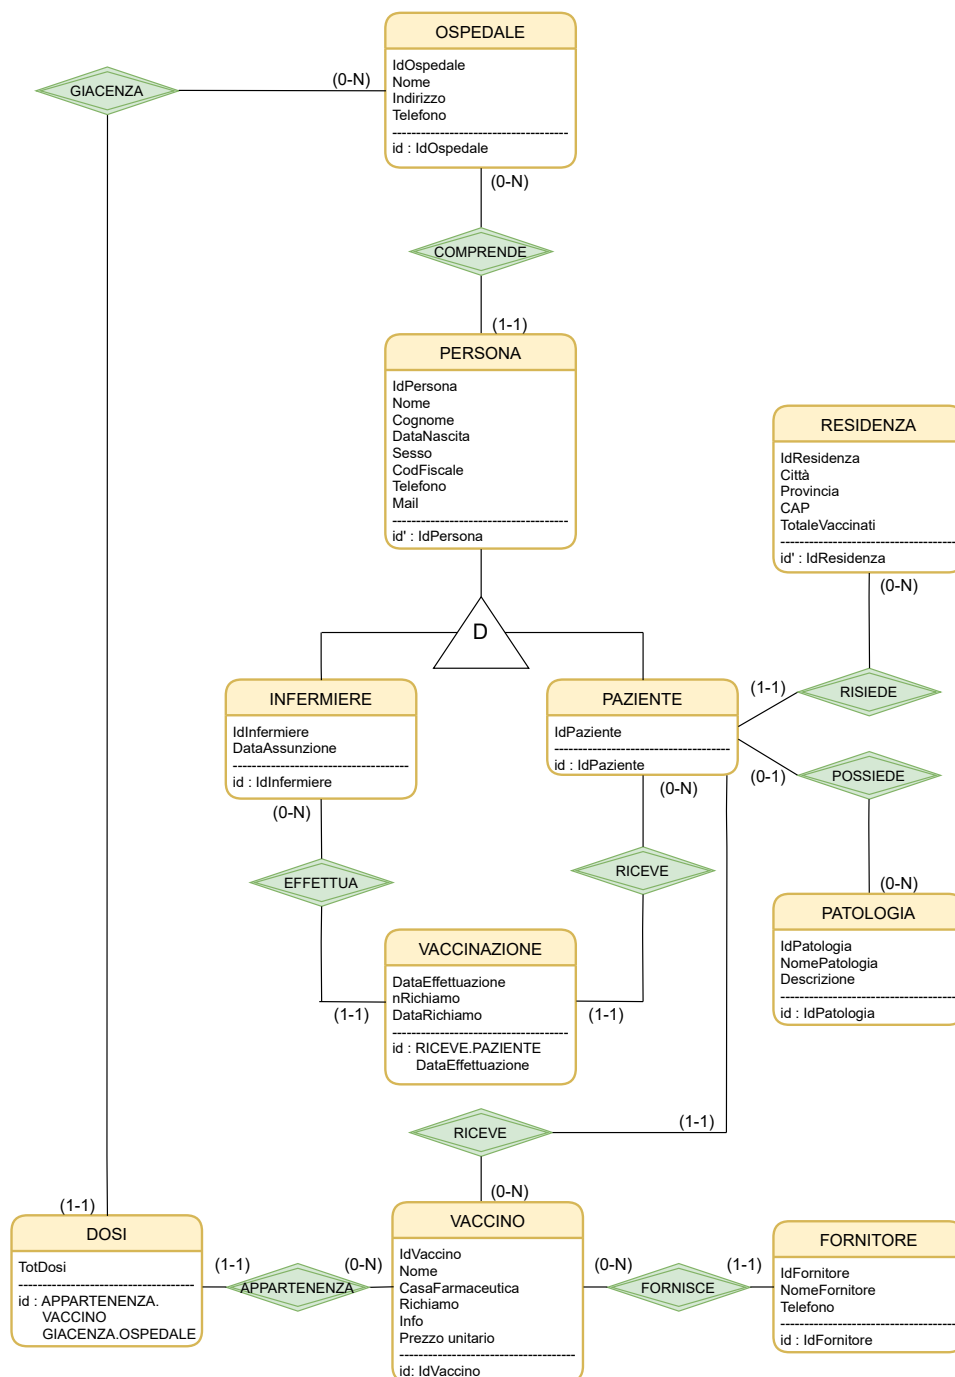 OSPEDALE
IdOspedale
Nome
Indirizzo
Telefono
-------------------------------------
id : IdOspedale
GIACENZA
(0-N)
(0-N)
COMPRENDE
(1-1)
PERSONA
IdPersona
Nome
Cognome
DataNascita
Sesso
CodFiscale
Telefono
Mail
-------------------------------------
id' : IdPersona
RESIDENZA
IdResidenza
Città
Provincia
CAP
TotaleVaccinati
-------------------------------------
id' : IdResidenza
(0-N)
D
INFERMIERE
IdInfermiere
DataAssunzione
-------------------------------------
id : IdInfermiere
(0-N)
PAZIENTE
IdPaziente
-------------------------------------
id : IdPaziente
(0-N)
(1-1)
RISIEDE
(0-1)
POSSIEDE
EFFETTUA
RICEVE
(0-N)
PATOLOGIA
IdPatologia
NomePatologia
Descrizione
-------------------------------------
id : IdPatologia
VACCINAZIONE
DataEffettuazione
nRichiamo
DataRichiamo
-------------------------------------
id : RICEVE.PAZIENTE
DataEffettuazione
(1-1)
(1-1)
RICEVE
(1-1)
(0-N)
(1-1)
DOSI
TotDosi
-------------------------------------
id : APPARTENENZA.
VACCINO
GIACENZA.OSPEDALE
(1-1)
APPARTENENZA
(0-N)
VACCINO
IdVaccino
Nome
CasaFarmaceutica
Richiamo
Info
Prezzo unitario
-------------------------------------
id: IdVaccino
(0-N)
FORNISCE
(1-1)
FORNITORE
IdFornitore
NomeFornitore
Telefono
-------------------------------------
id : IdFornitore